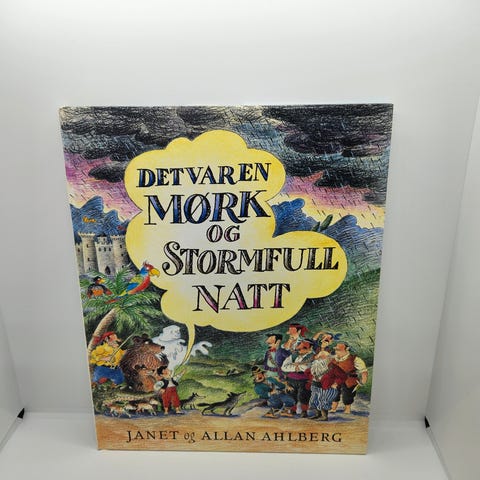 DET VAR EN
MØRK
OG
STORMFULL
NATT
JANET og ALLAN AHLBERG